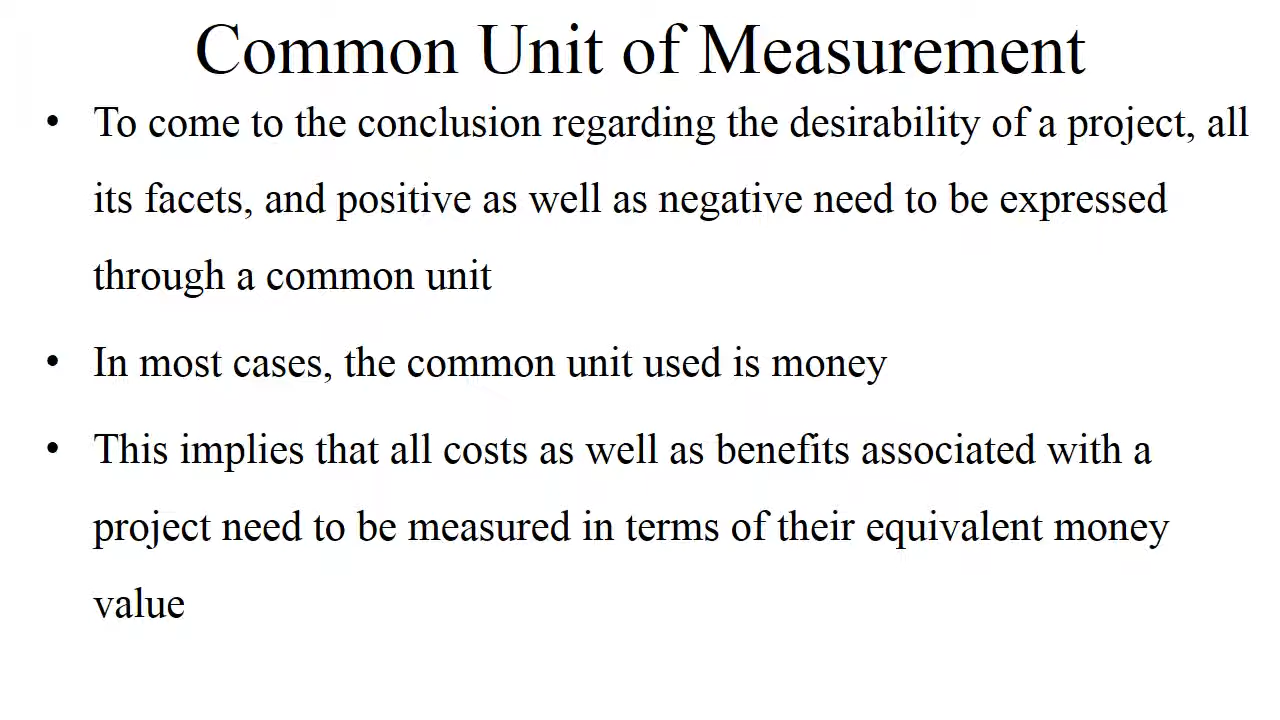 Common Unit of Measurement
• To come to the conclusion regarding the desirability of a project, all
its facets, and positive as well as negative need to be expressed
through a common unit
• In most cases, the common unit used is money
• This implies that all costs as well as benefits associated with a
project need to be measured in terms of their equivalent money
value